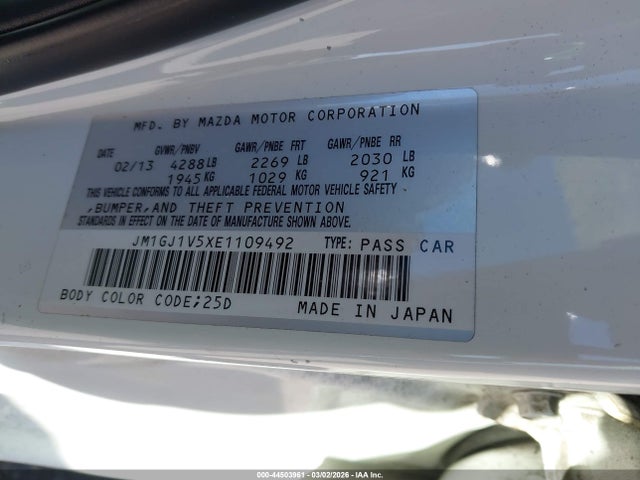 MFD. BY MAZDA MOTOR CORPORATION
DATE GVWR/PNBV GAWR/PNBE FRT GAWR/PNBE RR
02/13 4288LB 2269 LB 2030 LB
1945KG 1029 KG 921 KG
THIS VEHICLE CONFORMS TO ALL APPLICABLE FEDERAL MOTOR VEHICLE SAFETY
,BUMPER,AND THEFT PREVENTION
STANDARDS IN EFFECT ON THE DATE OF MANUFACTURE SHOWN ABOVE.
JM1GJ1V5XE1109492 TYPE: PASS CAR
BODY COLOR CODE;25D MADE IN JAPAN
000-44503961 - 03/02/2026 - IAA Inc.